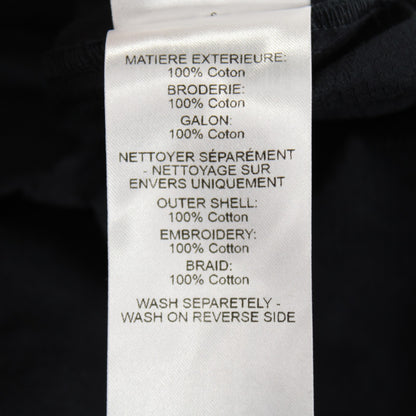 MATIERE EXTERIEURE:
100% Coton
BRODERIE:
100% Coton
GALON:
100% Coton
NETTOYER SÉPARÉMENT
- NETTOYAGE SUR
ENVERS UNIQUEMENT
OUTER SHELL:
100% Cotton
EMBROIDERY:
100% Cotton
BRAID:
100% Cotton
WASH SEPARETELY -
WASH ON REVERSE SIDE